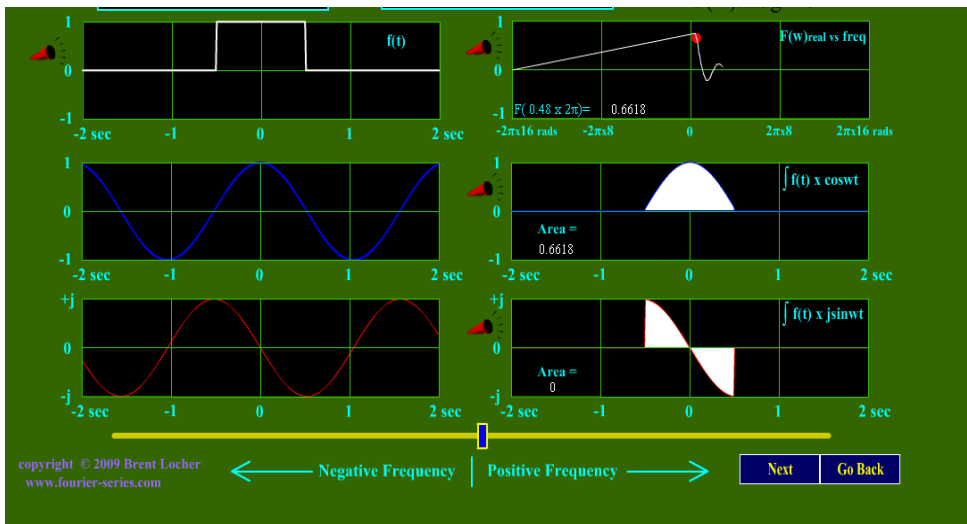 f(t)
1
0
-1
-2 sec -1 0 1 2 sec
F(w)real vs freq
1
0
-1
F( 0.48 x 2π)= 0.6618
-2πx16 rads -2πx8 0 2πx8 2πx16 rads
1
0
-1
-2 sec -1 0 1 2 sec
∫ f(t) x coswt
1
0
-1
Area =
0.6618
-2 sec -1 0 1 2 sec
+j
0
-j
-2 sec -1 0 1 2 sec
∫ f(t) x jsinwt
+j
0
-j
Area =
0
-2 sec -1 0 1 2 sec
copyright © 2009 Brent Locher
www.fourier-series.com
Negative Frequency
Positive Frequency
Next
Go Back